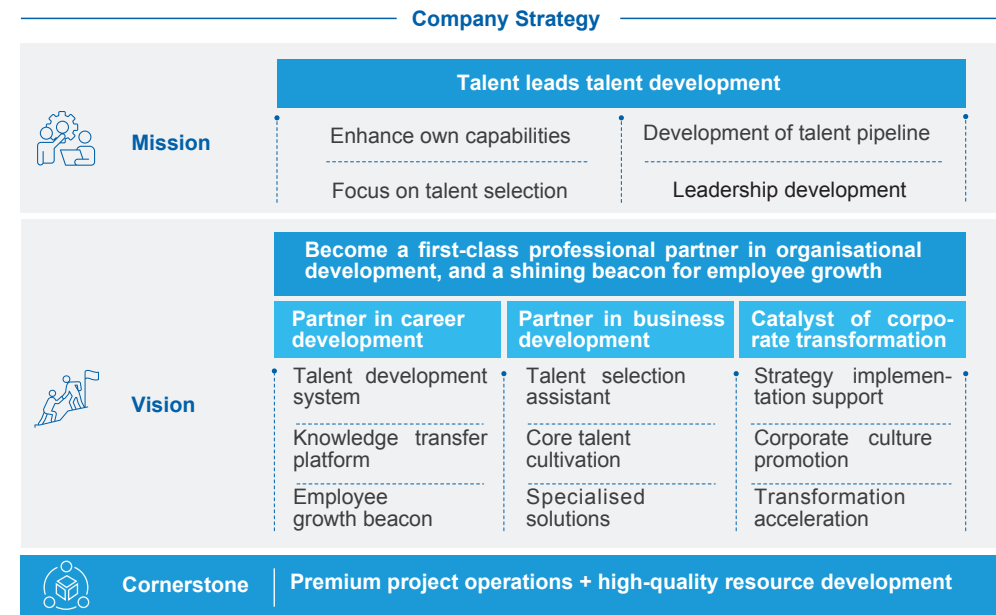 Company Strategy
Mission
Talent leads talent development
Enhance own capabilities
Focus on talent selection
Development of talent pipeline
Leadership development
Vision
Become a first-class professional partner in organisational
development, and a shining beacon for employee growth
Partner in career
development
Talent development
system
Knowledge transfer
platform
Employee
growth beacon
Partner in business
development
Talent selection
assistant
Core talent
cultivation
Specialised
solutions
Catalyst of corpo-
rate transformation
Strategy implemen-
tation support
Corporate culture
promotion
Transformation
acceleration
Cornerstone
Premium project operations + high-quality resource development